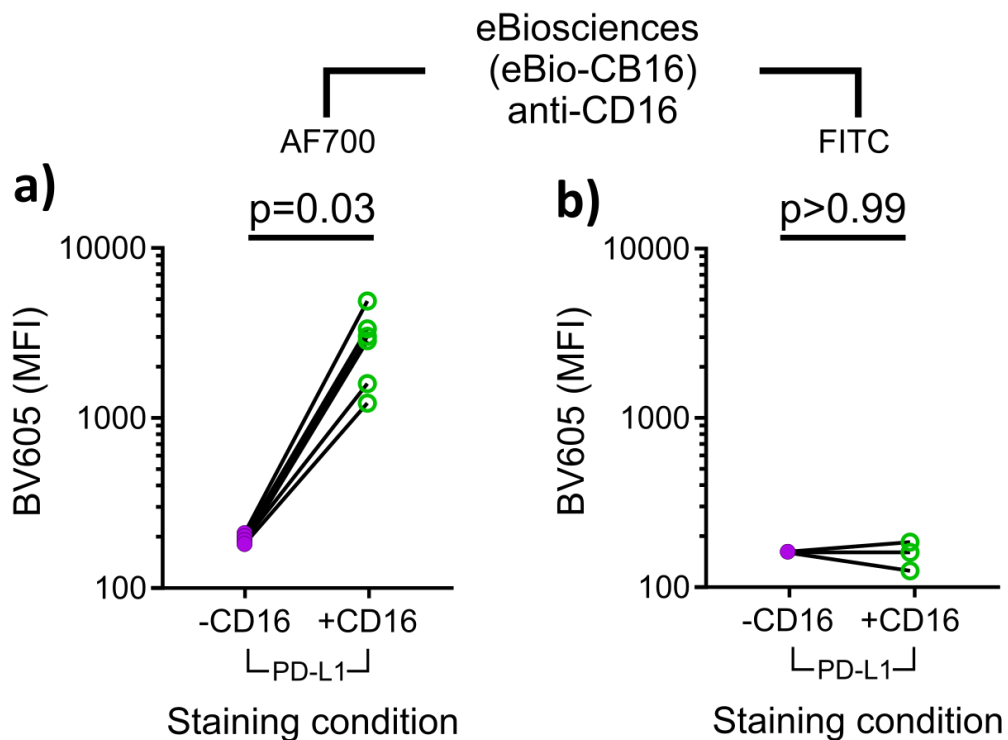 eBiosciences
(eBio-CB16)
anti-CD16
AF700
FITC
a)
p=0.03
10000
1000
100
BV605 (MFI)
-CD16 +CD16
PD-L1
Staining condition
b)
p>0.99
10000
1000
100
BV605 (MFI)
-CD16 +CD16
PD-L1
Staining condition